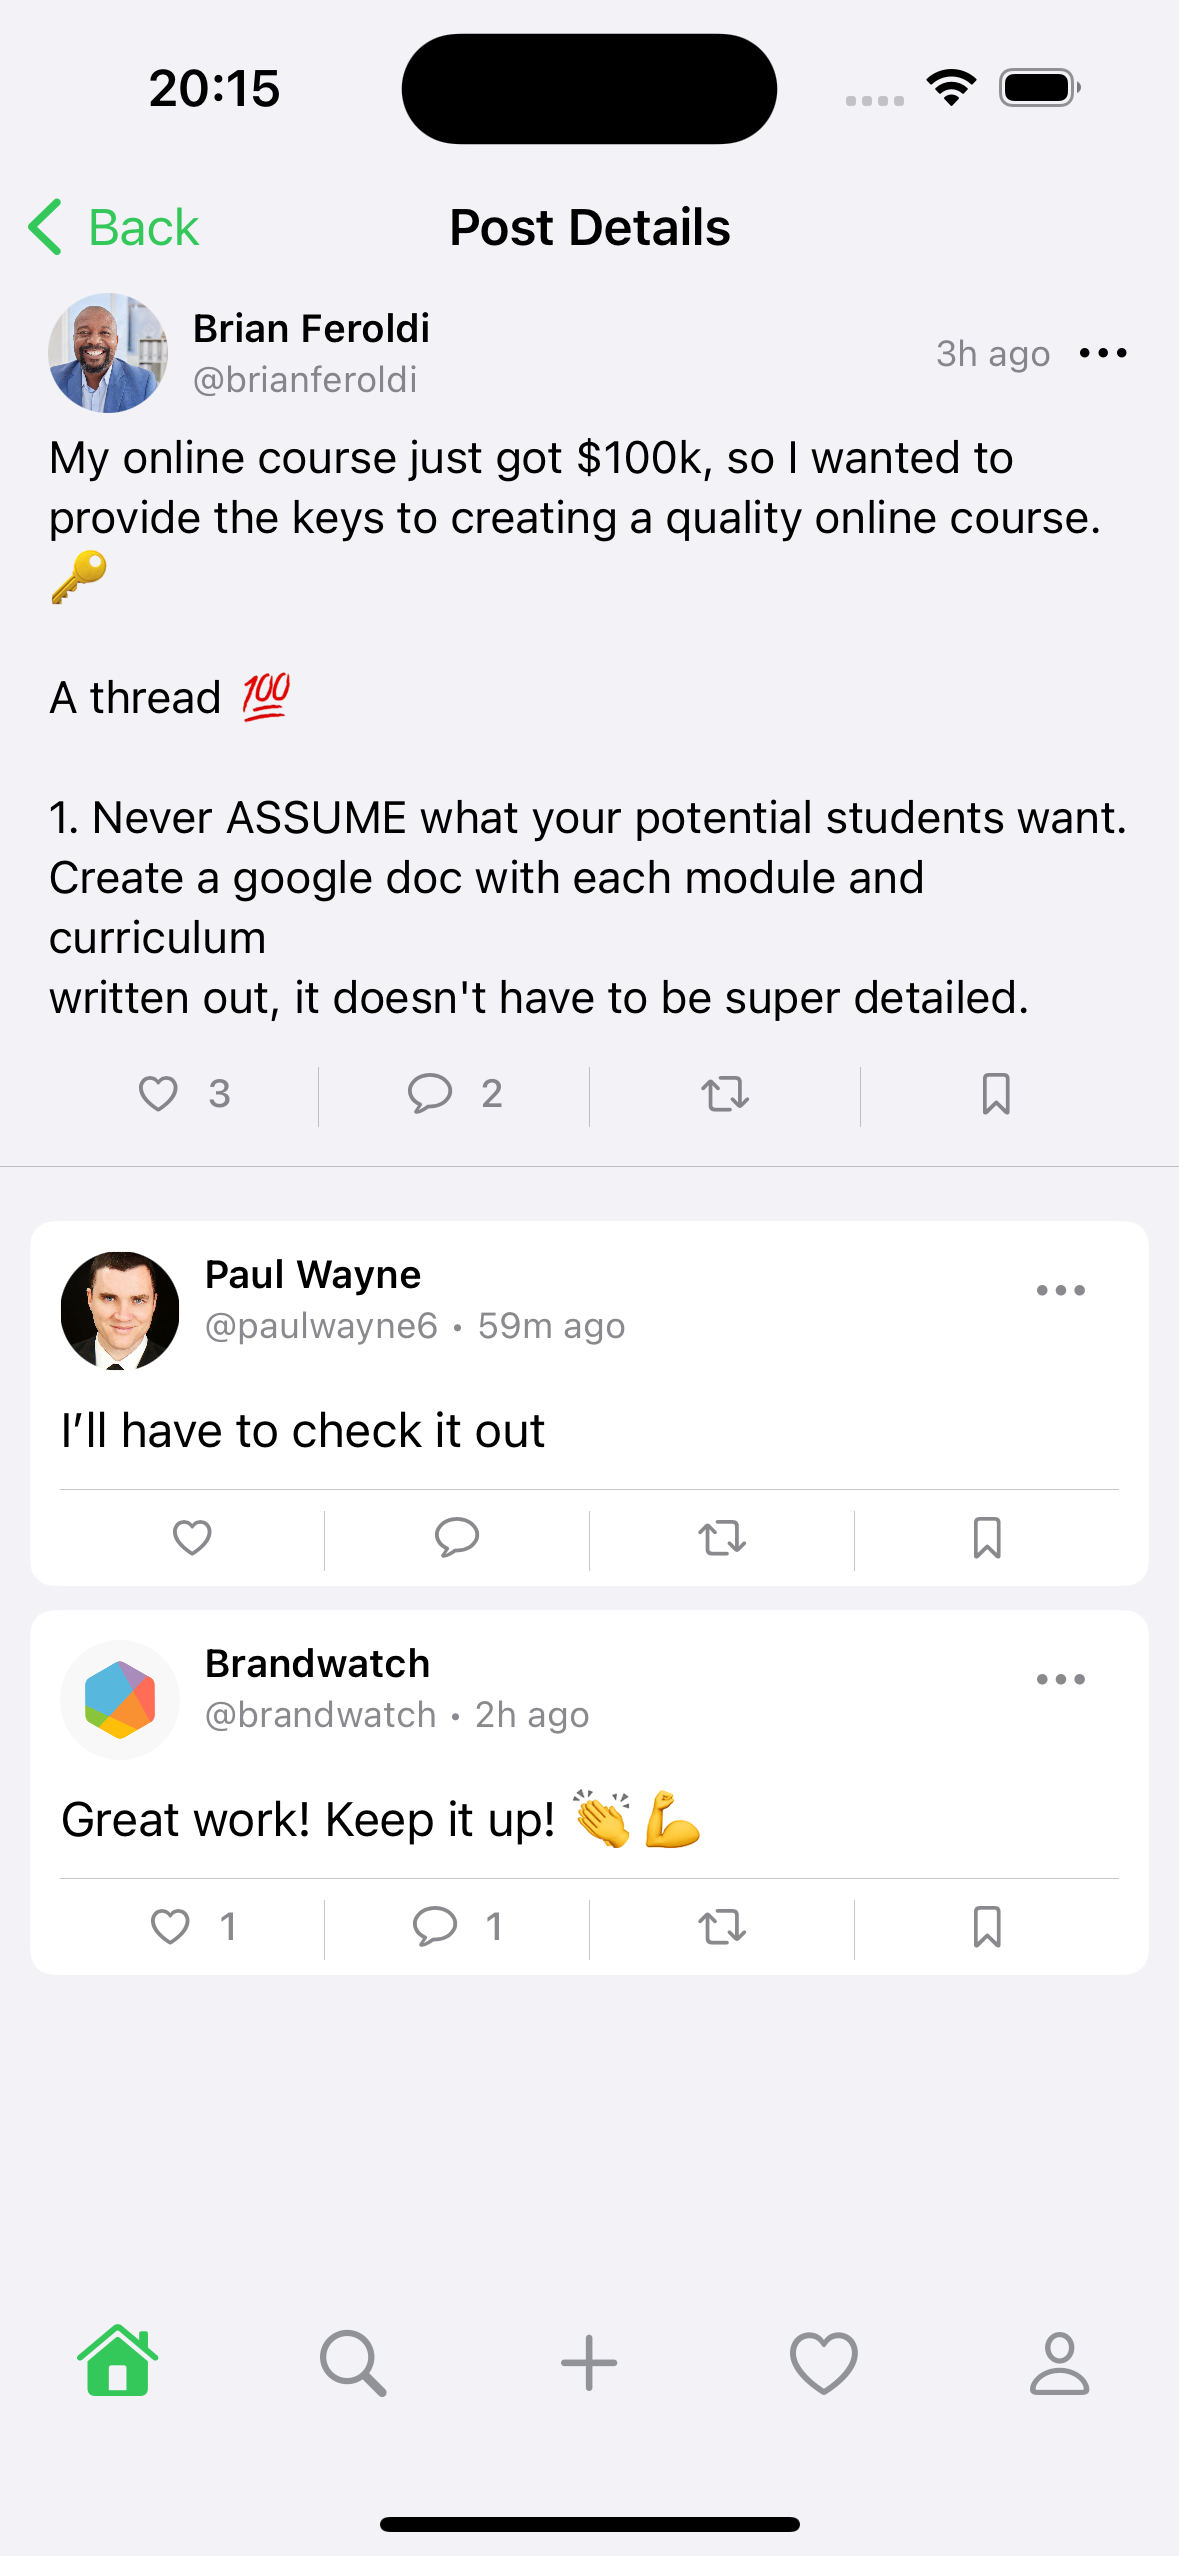 20:15
Back
Post Details
Brian Feroldi
@brianferoldi
3h ago
My online course just got $100k, so I wanted to
provide the keys to creating a quality online course.
🔑
A thread 💯
1. Never ASSUME what your potential students want.
Create a google doc with each module and
curriculum
written out, it doesn't have to be super detailed.
3
2
Paul Wayne
@paulwayne6 • 59m ago
I’ll have to check it out
Brandwatch
@brandwatch • 2h ago
Great work! Keep it up! 👏💪
1
1